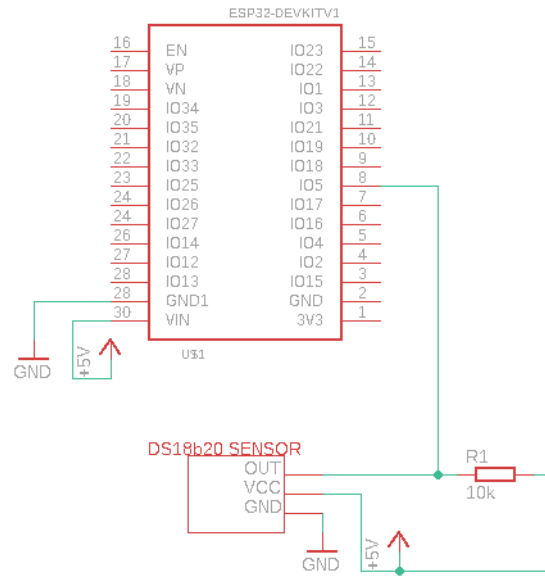 ESP32-DEVKITV1
16 EN IO23 15
17 VP IO22 14
18 VN IO1 13
19 IO34 IO3 12
20 IO35 IO21 11
21 IO32 IO19 10
22 IO33 IO18 9
23 IO25 IO5 8
24 IO26 IO17 7
24 IO27 IO16 6
26 IO14 IO4 5
27 IO12 IO2 4
28 IO13 IO15 3
28 GND1 GND 2
30 VIN 3V3 1
U$1
GND
+5V
DS18b20 SENSOR
OUT
VCC
GND
R1
10k
GND
+5V